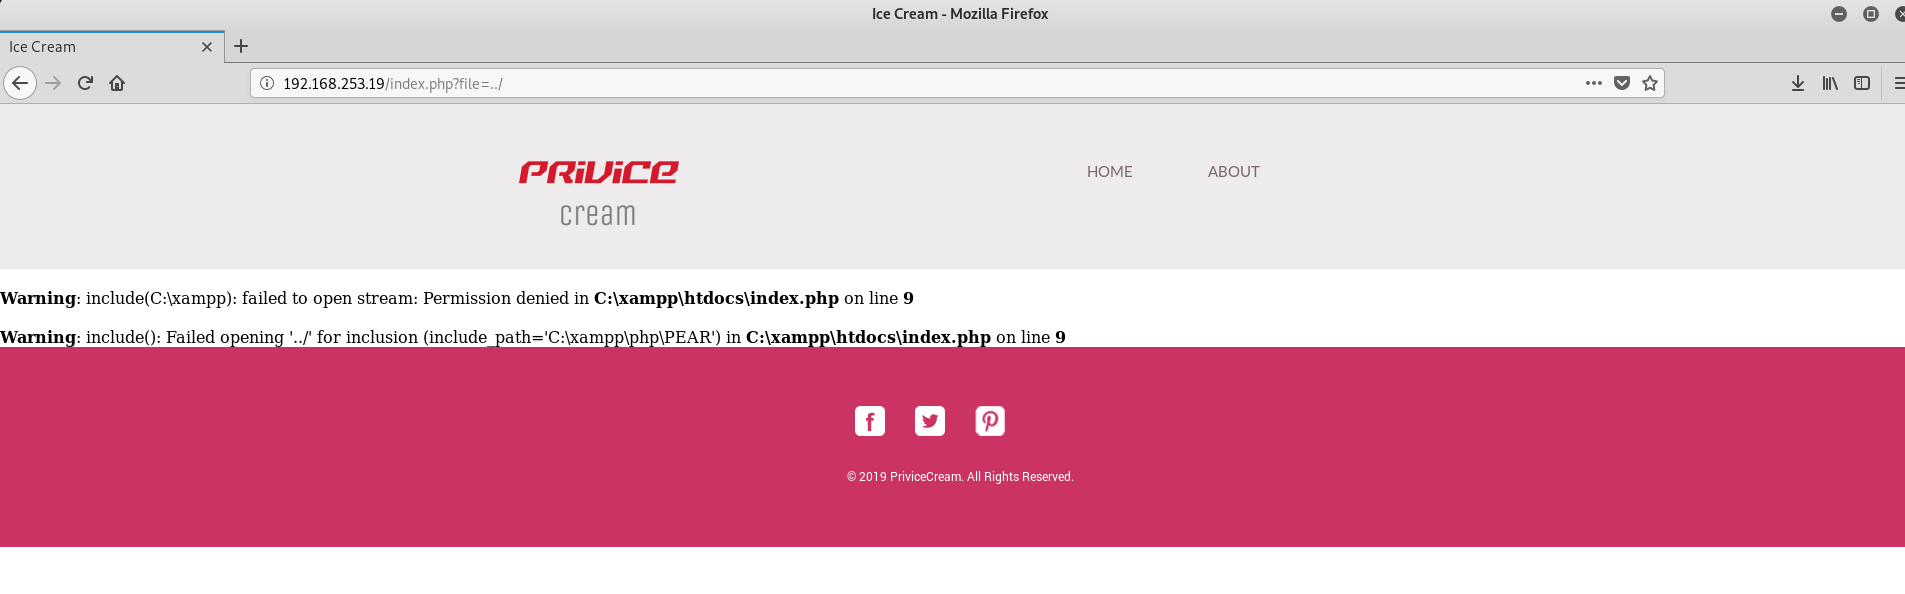 Ice Cream - Mozilla Firefox
Ice Cream
192.168.253.19/index.php?file=../
PRIVICE
cream
HOME ABOUT
Warning: include(C:\xampp): failed to open stream: Permission denied in C:\xampp\htdocs\index.php on line 9
Warning: include(): Failed opening '../' for inclusion (include_path='C:\xampp\php\PEAR') in C:\xampp\htdocs\index.php on line 9
© 2019 PriviceCream. All Rights Reserved.